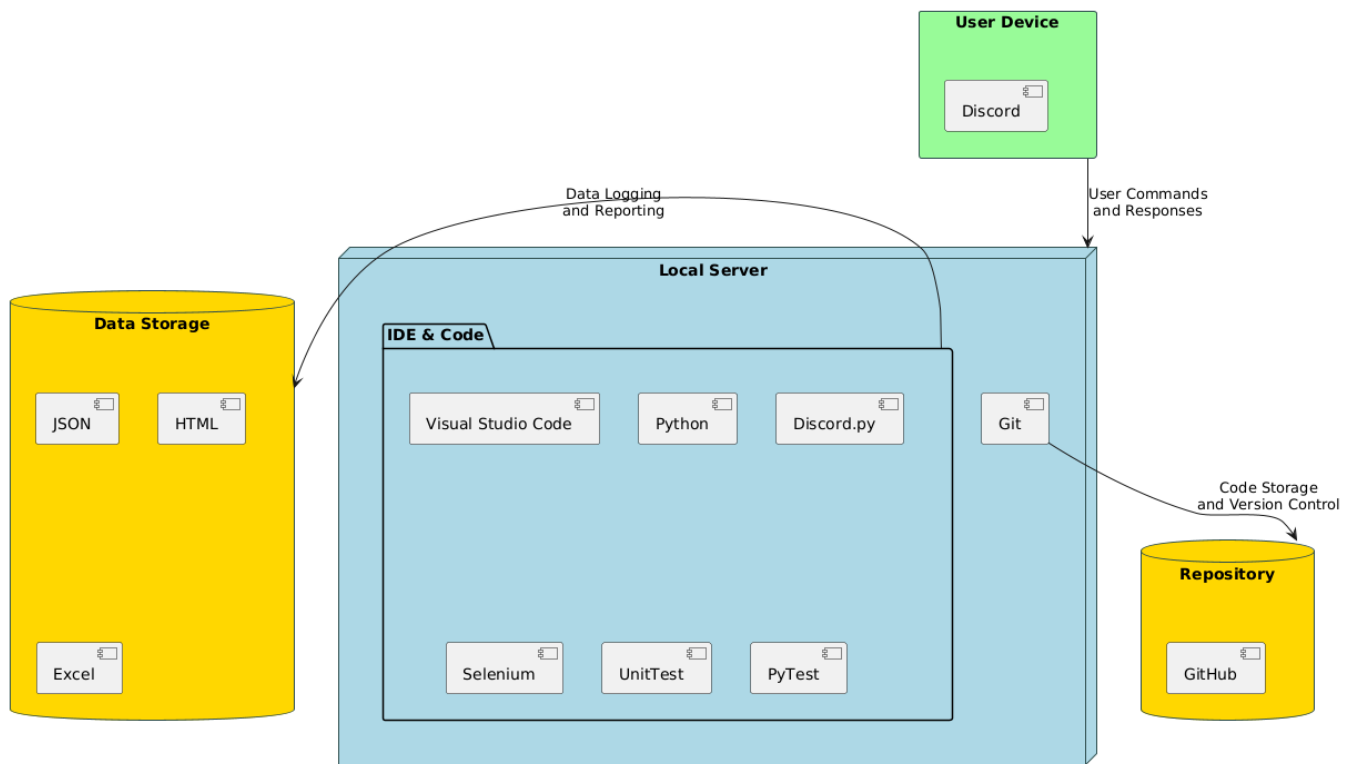 User Device
Discord
Data Logging
and Reporting
User Commands
and Responses
Local Server
Data Storage
IDE & Code
JSON
HTML
Visual Studio Code
Python
Discord.py
Git
Code Storage
and Version Control
Repository
Excel
Selenium
UnitTest
PyTest
GitHub